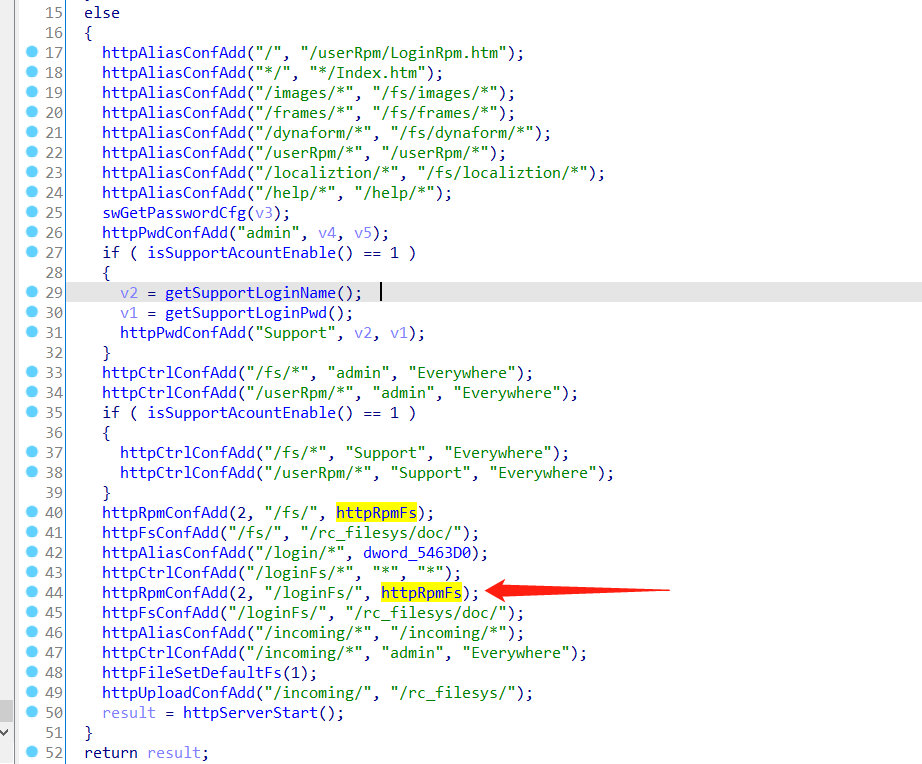 15 else
16 {
17 httpAliasConfAdd("/", "/userRpm/LoginRpm.htm");
18 httpAliasConfAdd("*/", "*/Index.htm");
19 httpAliasConfAdd("/images/*", "/fs/images/*");
20 httpAliasConfAdd("/frames/*", "/fs/frames/*");
21 httpAliasConfAdd("/dynaform/*", "/fs/dynaform/*");
22 httpAliasConfAdd("/userRpm/*", "/userRpm/*");
23 httpAliasConfAdd("/localiztion/*", "/fs/localiztion/*");
24 httpAliasConfAdd("/help/*", "/help/*");
25 swGetPasswordCfg(v3);
26 httpPwdConfAdd("admin", v4, v5);
27 if ( isSupportAcountEnable() == 1 )
28 {
29 v2 = getSupportLoginName();
30 v1 = getSupportLoginPwd();
31 httpPwdConfAdd("Support", v2, v1);
32 }
33 httpCtrlConfAdd("/fs/*", "admin", "Everywhere");
34 httpCtrlConfAdd("/userRpm/*", "admin", "Everywhere");
35 if ( isSupportAcountEnable() == 1 )
36 {
37 httpCtrlConfAdd("/fs/*", "Support", "Everywhere");
38 httpCtrlConfAdd("/userRpm/*", "Support", "Everywhere");
39 }
40 httpRpmConfAdd(2, "/fs/", httpRpmFs);
41 httpFsConfAdd("/fs/", "/rc_filesys/doc/");
42 httpAliasConfAdd("/login/*", dword_5463D0);
43 httpCtrlConfAdd("/loginFs/*", "*", "*");
44 httpRpmConfAdd(2, "/loginFs/", httpRpmFs);
45 httpFsConfAdd("/loginFs/", "/rc_filesys/doc/");
46 httpAliasConfAdd("/incoming/*", "/incoming/*");
47 httpCtrlConfAdd("/incoming/*", "admin", "Everywhere");
48 httpFileSetDefaultFs(1);
49 httpUploadConfAdd("/incoming/", "/rc_filesys/");
50 result = httpServerStart();
51 }
52 return result;